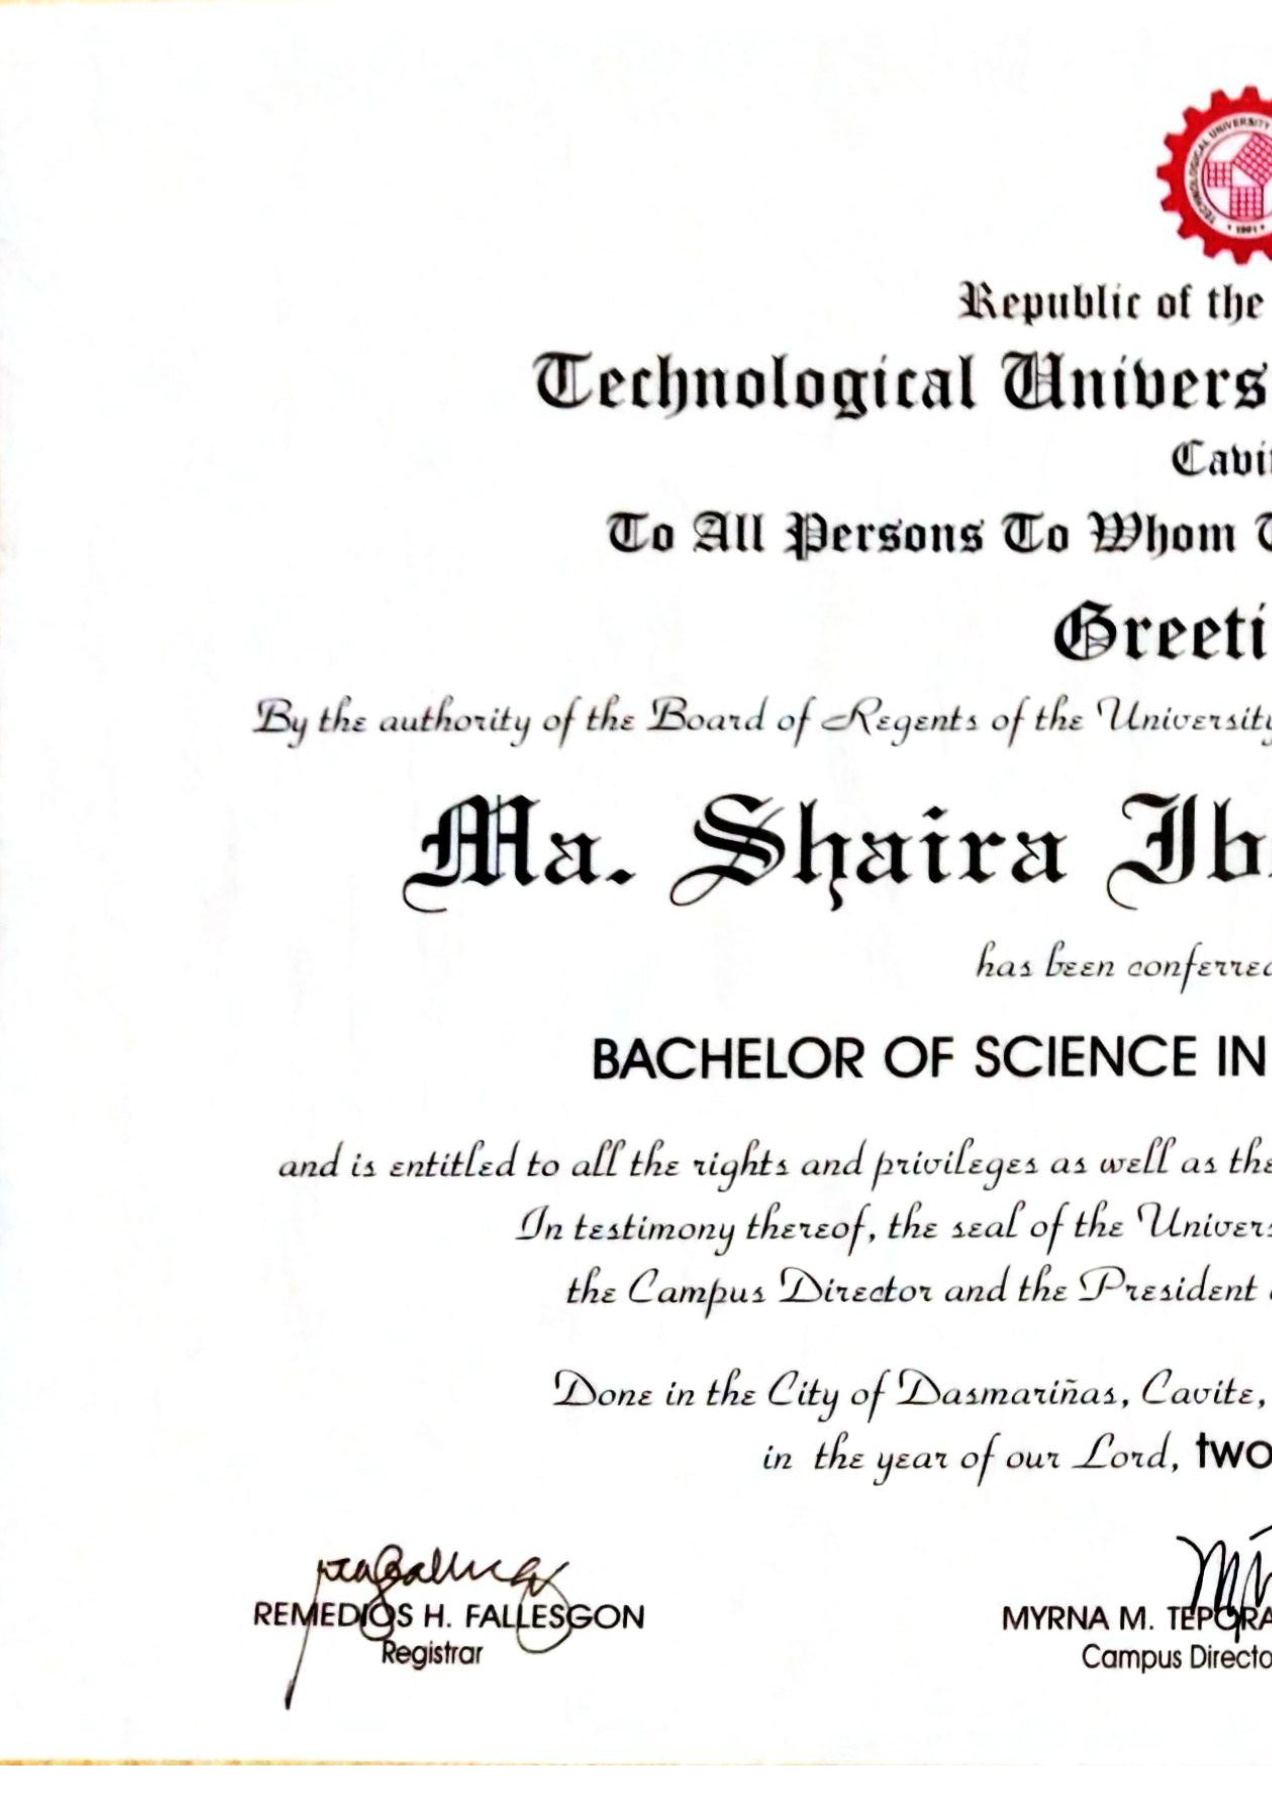 TECHNOLOGICAL UNIVERSITY
• 1901 •
Republic of the
Technological Univers
Cavi
To All Persons To Whom T
Greeti
By the authority of the Board of Regents of the University
Ma. Shaira Ib
has been conferred
BACHELOR OF SCIENCE IN
and is entitled to all the rights and privileges as well as the
In testimony thereof, the seal of the Univers
the Campus Director and the President
Done in the City of Dasmariñas, Cavite,
in the year of our Lord, two
REMEDIOS H. FALLESGON
Registrar
MYRNA M. TEPORA
Campus Directo